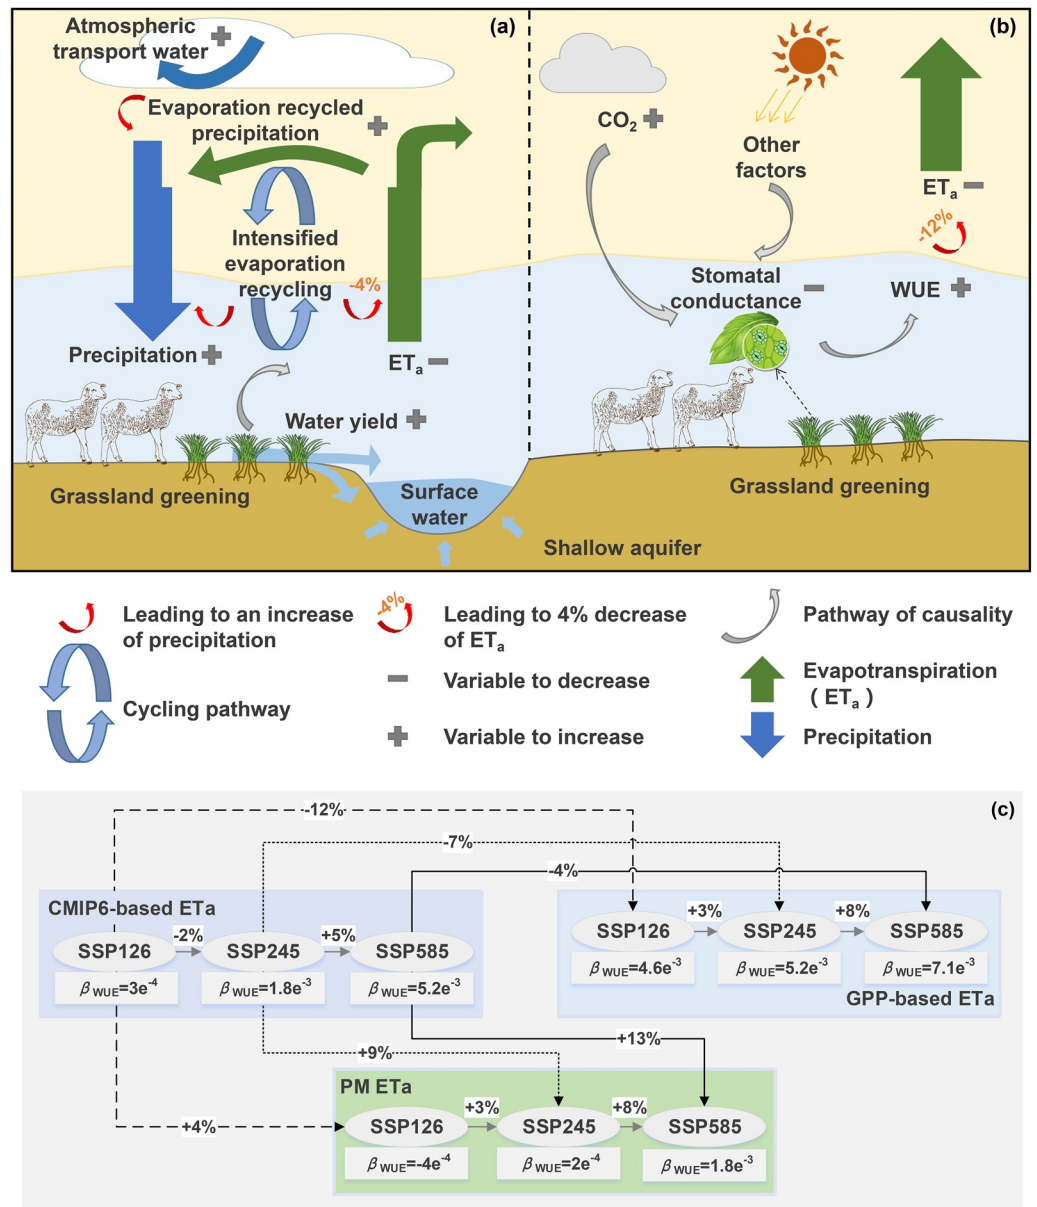 (a)
Atmospheric
transport water
Evaporation recycled
precipitation
Intensified
evaporation
recycling
-4%
Precipitation
ETa
Water yield
Grassland greening
Surface
water
Shallow aquifer
(b)
CO2
Other
factors
ETa
-12%
Stomatal
conductance
WUE
Grassland greening
Leading to an increase
of precipitation
Cycling pathway
-4%
Leading to 4% decrease
of ETa
Variable to decrease
Variable to increase
Pathway of causality
Evapotranspiration
( ETa )
Precipitation
(c)
-12%
-7%
-4%
CMIP6-based ETa
SSP126
-2%
SSP245
+5%
SSP585
βWUE=3e-4
βWUE=1.8e-3
βWUE=5.2e-3
SSP126
+3%
SSP245
+8%
SSP585
βWUE=4.6e-3
βWUE=5.2e-3
βWUE=7.1e-3
GPP-based ETa
+13%
+9%
+4%
PM ETa
SSP126
+3%
SSP245
+8%
SSP585
βWUE=-4e-4
βWUE=2e-4
βWUE=1.8e-3